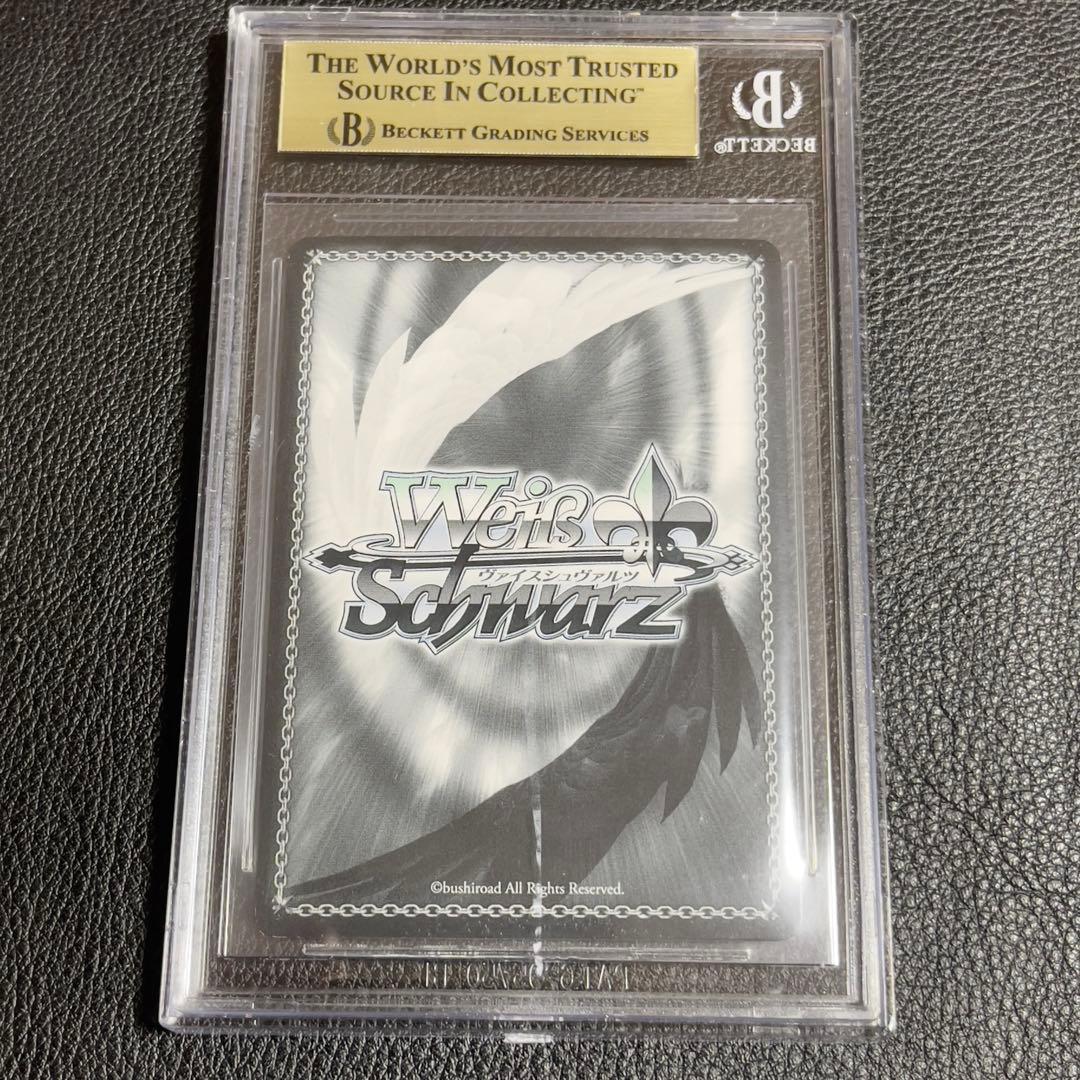 THE WORLD'S MOST TRUSTED
SOURCE IN COLLECTING™
B BECKETT GRADING SERVICES
B
BECKETT®
Weiß
ヴァイスシュヴァルツ
Schwarz
©bushiroad All Rights Reserved.